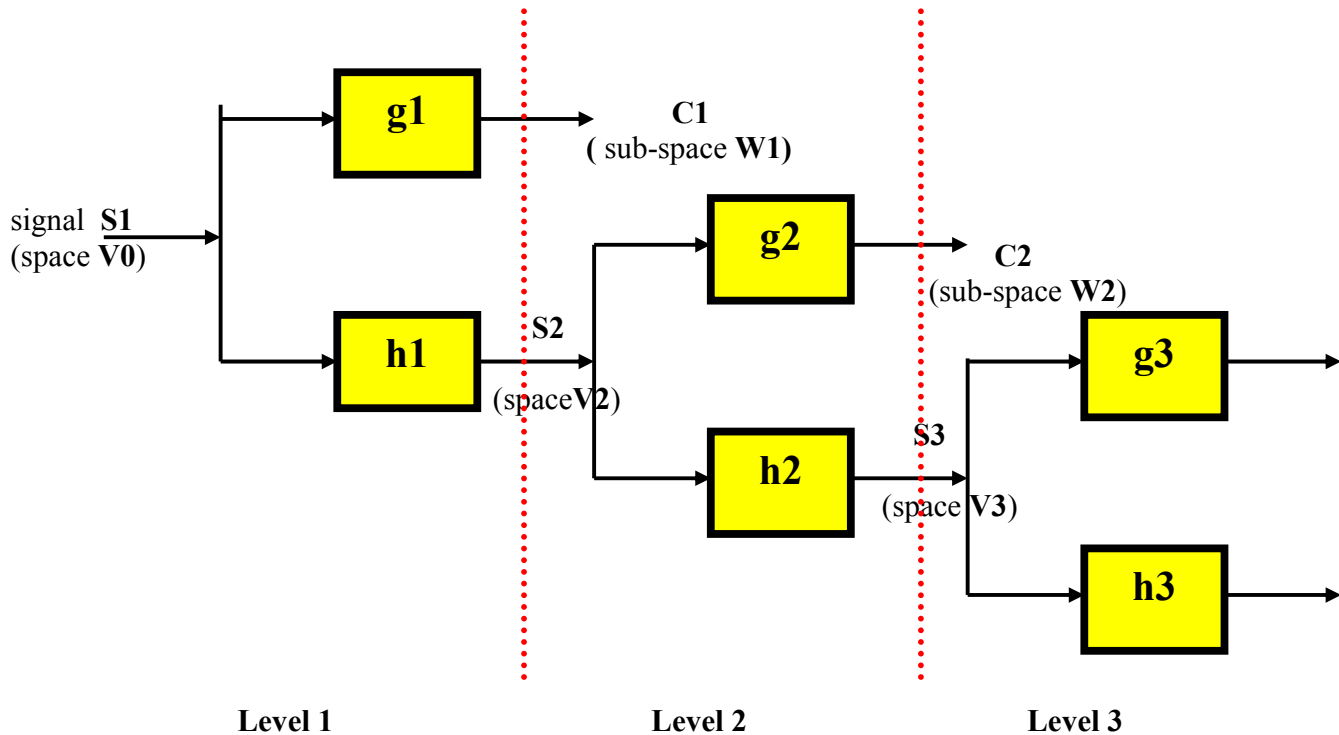 g1
C1
( sub-space W1)
signal S1
(space V0)
g2
C2
(sub-space W2)
h1
S2
(spaceV2)
g3
h2
S3
(space V3)
h3
Level 1
Level 2
Level 3